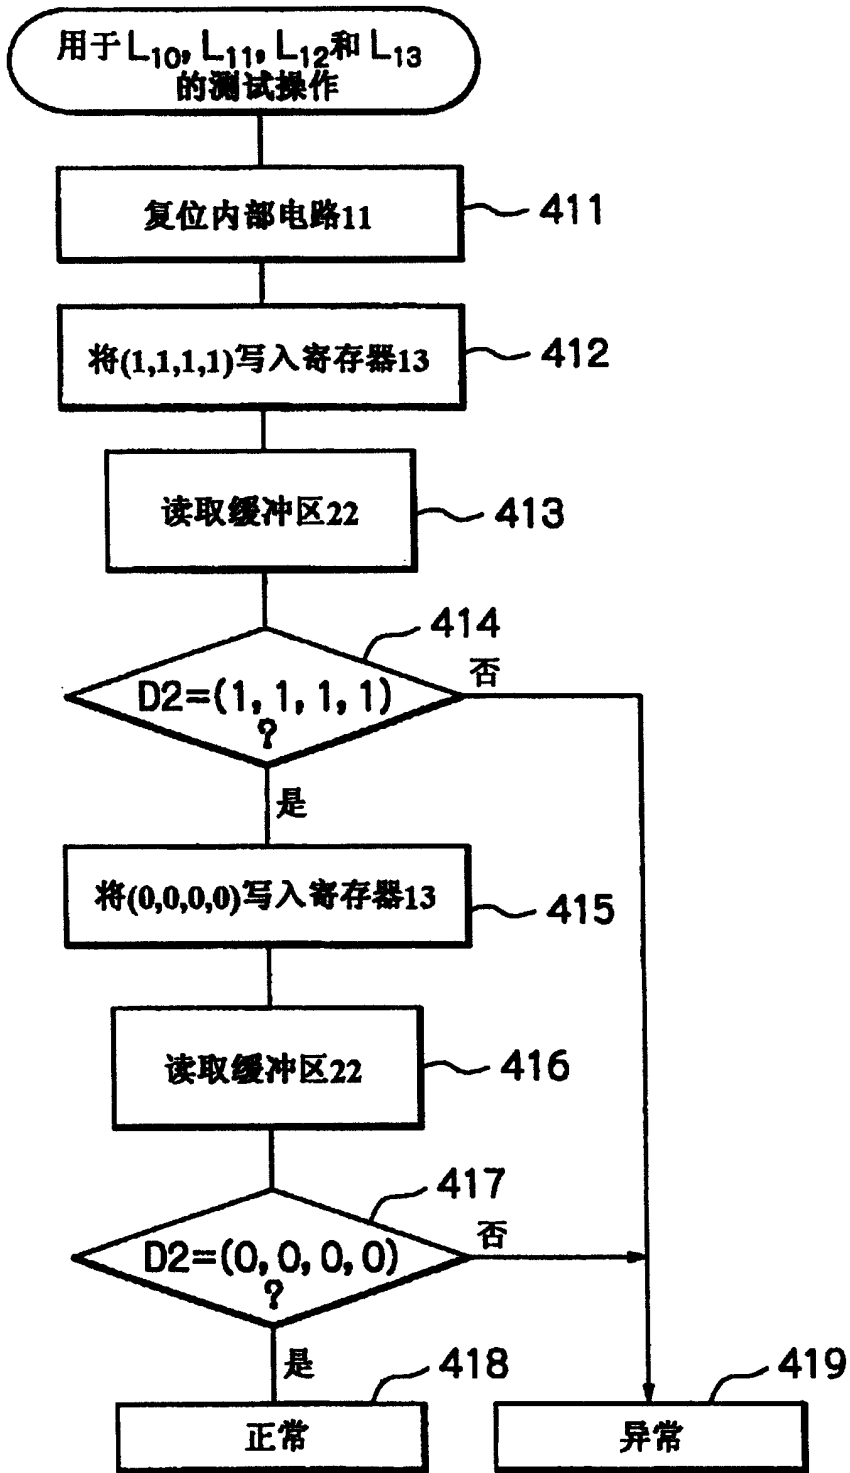 用于L10, L11, L12和L13
的测试操作
复位内部电路11
411
将(1,1,1,1)写入寄存器13
412
读取缓冲区22
413
414
D2=(1, 1, 1, 1)
?
否
是
将(0,0,0,0)写入寄存器13
415
读取缓冲区22
416
417
D2=(0, 0, 0, 0)
?
否
是
418
正常
419
异常